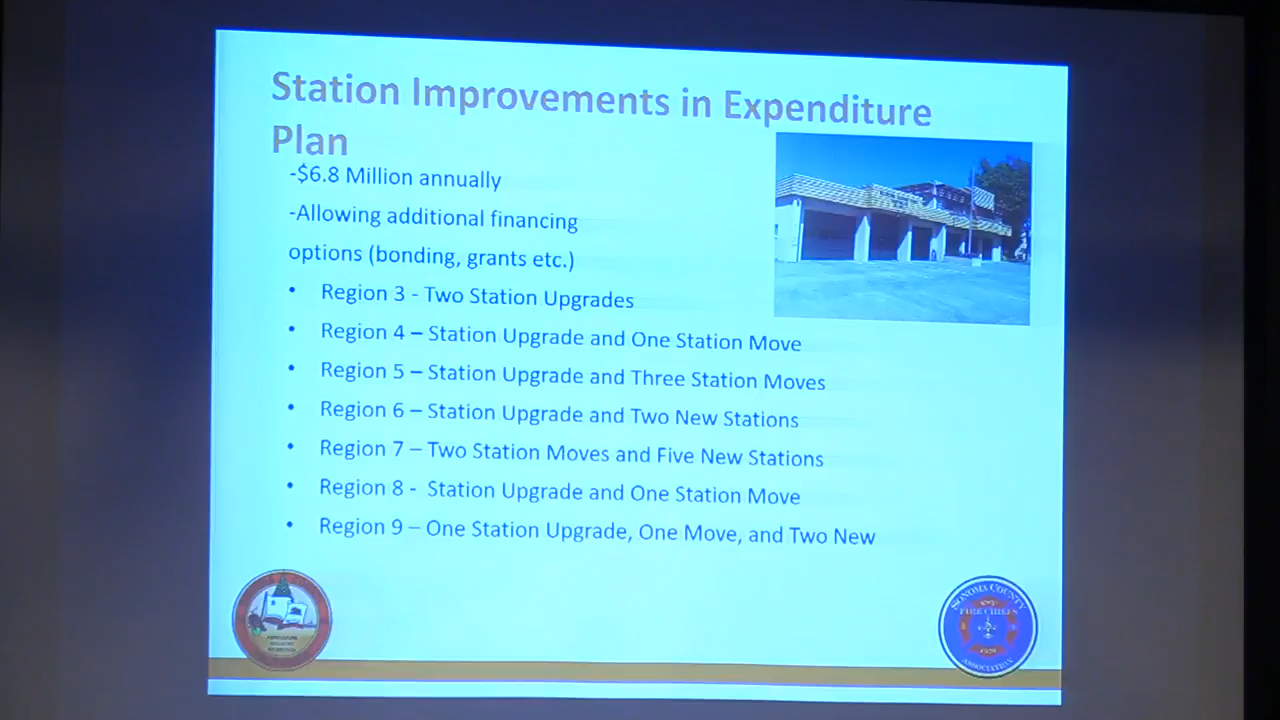 Station Improvements in Expenditure
Plan
-$6.8 Million annually
-Allowing additional financing
options (bonding, grants etc.)
• Region 3 - Two Station Upgrades
• Region 4 – Station Upgrade and One Station Move
• Region 5 – Station Upgrade and Three Station Moves
• Region 6 – Station Upgrade and Two New Stations
• Region 7 – Two Station Moves and Five New Stations
• Region 8 - Station Upgrade and One Station Move
• Region 9 – One Station Upgrade, One Move, and Two New
AGRICULTURE
INDUSTRY
RECREATION
SONOMA COUNTY
FIRE CHIEFS
ASSOCIATION